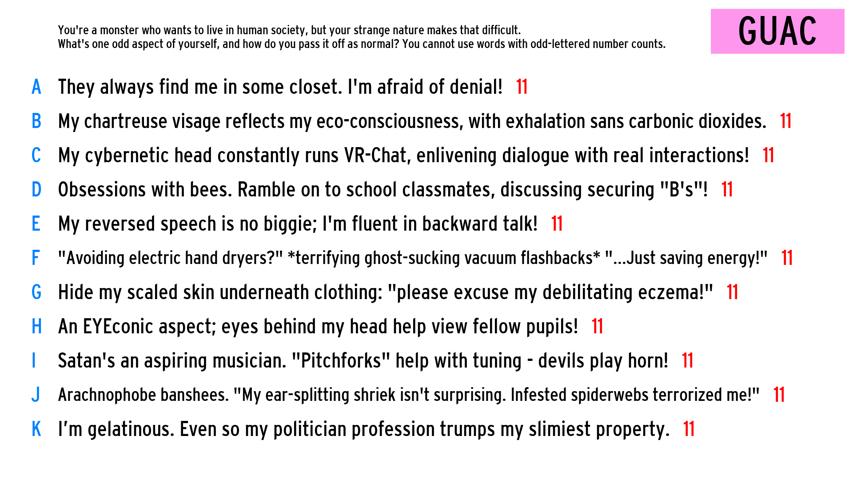 You're a monster who wants to live in human society, but your strange nature makes that difficult.
What's one odd aspect of yourself, and how do you pass it off as normal? You cannot use words with odd-lettered number counts.
GUAC
A They always find me in some closet. I'm afraid of denial! 11
B My chartreuse visage reflects my eco-consciousness, with exhalation sans carbonic dioxides. 11
C My cybernetic head constantly runs VR-Chat, enlivening dialogue with real interactions! 11
D Obsessions with bees. Ramble on to school classmates, discussing securing "B's"! 11
E My reversed speech is no biggie; I'm fluent in backward talk! 11
F "Avoiding electric hand dryers?" *terrifying ghost-sucking vacuum flashbacks* "...Just saving energy!" 11
G Hide my scaled skin underneath clothing: "please excuse my debilitating eczema!" 11
H An EYEconic aspect; eyes behind my head help view fellow pupils! 11
I Satan's an aspiring musician. "Pitchforks" help with tuning - devils play horn! 11
J Arachnophobe banshees. "My ear-splitting shriek isn't surprising. Infested spiderwebs terrorized me!" 11
K I’m gelatinous. Even so my politician profession trumps my slimiest property. 11